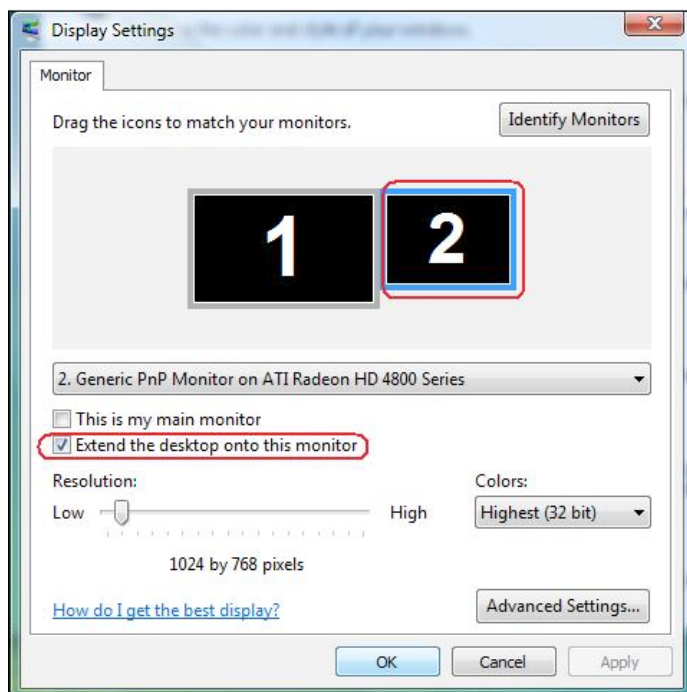 Display Settings
Monitor
Drag the icons to match your monitors.
Identify Monitors
1
2
2. Generic PnP Monitor on ATI Radeon HD 4800 Series
This is my main monitor
Extend the desktop onto this monitor
Resolution:
Colors:
Low
High
Highest (32 bit)
1024 by 768 pixels
How do I get the best display?
Advanced Settings...
OK
Cancel
Apply